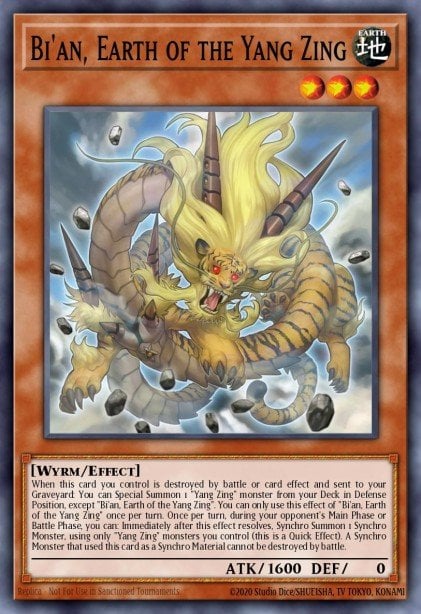 Bi'an, Earth of the Yang Zing
EARTH
地
[Wyrm/Effect]
When this card you control is destroyed by battle or card effect and sent to
your Graveyard: You can Special Summon 1 "Yang Zing" monster from your Deck in Defense
Position, except "Bi'an, Earth of the Yang Zing". You can only use this effect of "Bi'an, Earth
of the Yang Zing" once per turn. Once per turn, during your opponent's Main Phase or
Battle Phase, you can: Immediately after this effect resolves, Synchro Summon 1 Synchro
Monster, using only "Yang Zing" monsters you control (this is a Quick Effect). A Synchro
Monster that used this card as a Synchro Material cannot be destroyed by battle.
ATK/1600 DEF/ 0
Replica - Not For Use in Sanctioned Tournaments
©2020 Studio Dice/SHUEISHA, TV TOKYO, KONAMI